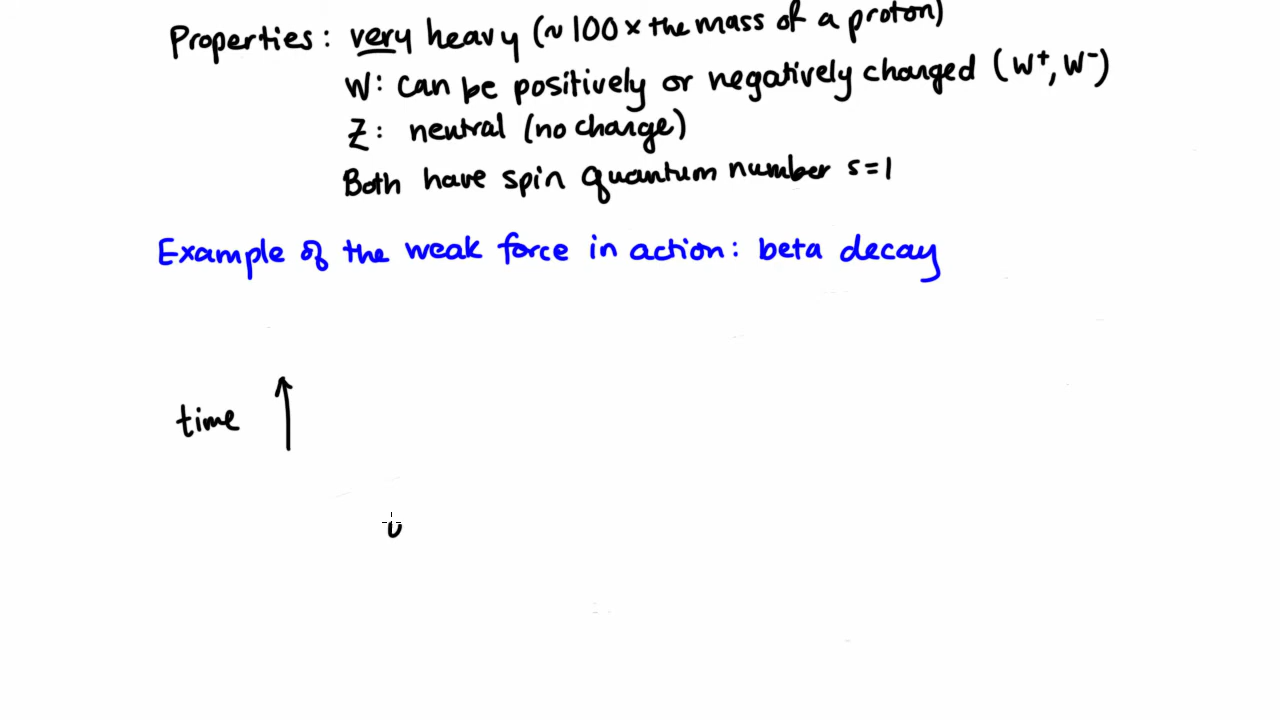 Properties: very heavy (~100× the mass of a proton)
W: can be positively or negatively charged (W⁺, W⁻)
Z: neutral (no charge)
Both have spin quantum number s=1
Example of the weak force in action: beta decay
time ↑
u